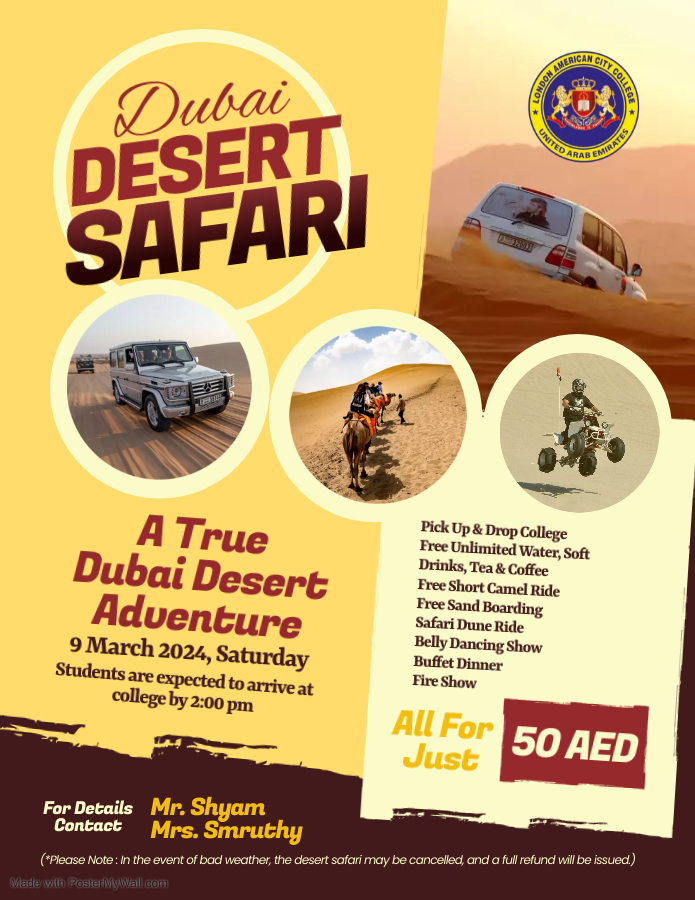 Dubai
DESERT
SAFARI
LONDON AMERICAN CITY COLLEGE
UNITED ARAB EMIRATES
A True
Dubai Desert
Adventure
9 March 2024, Saturday
Students are expected to arrive at
college by 2:00 pm
Pick Up & Drop College
Free Unlimited Water, Soft
Drinks, Tea & Coffee
Free Short Camel Ride
Free Sand Boarding
Safari Dune Ride
Belly Dancing Show
Buffet Dinner
Fire Show
All For
Just
50 AED
For Details
Contact
Mr. Shyam
Mrs. Smruthy
(*Please Note : In the event of bad weather, the desert safari may be cancelled, and a full refund will be issued.)
Made with PosterMyWall.com